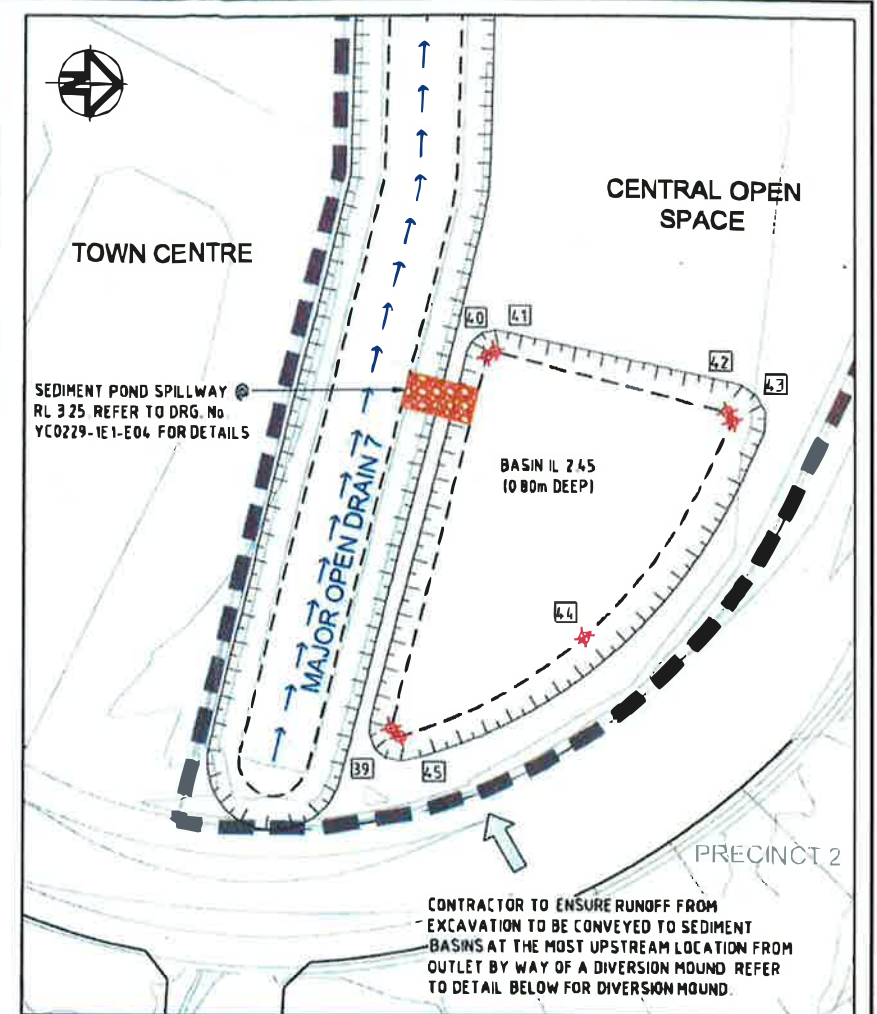 N
CENTRAL OPEN
SPACE
TOWN CENTRE
40
41
42
43
SEDIMENT POND SPILLWAY @
RL 3 25 REFER TO DRG. No
YC0229-1E1-E04 FOR DETAILS
BASIN IL 2.45
(0 80m DEEP)
MAJOR OPEN DRAIN 7
44
39
45
PRECINCT 2
CONTRACTOR TO ENSURE RUNOFF FROM
EXCAVATION TO BE CONVEYED TO SEDIMENT
BASINS AT THE MOST UPSTREAM LOCATION FROM
OUTLET BY WAY OF A DIVERSION MOUND REFER
TO DETAIL BELOW FOR DIVERSION MOUND.